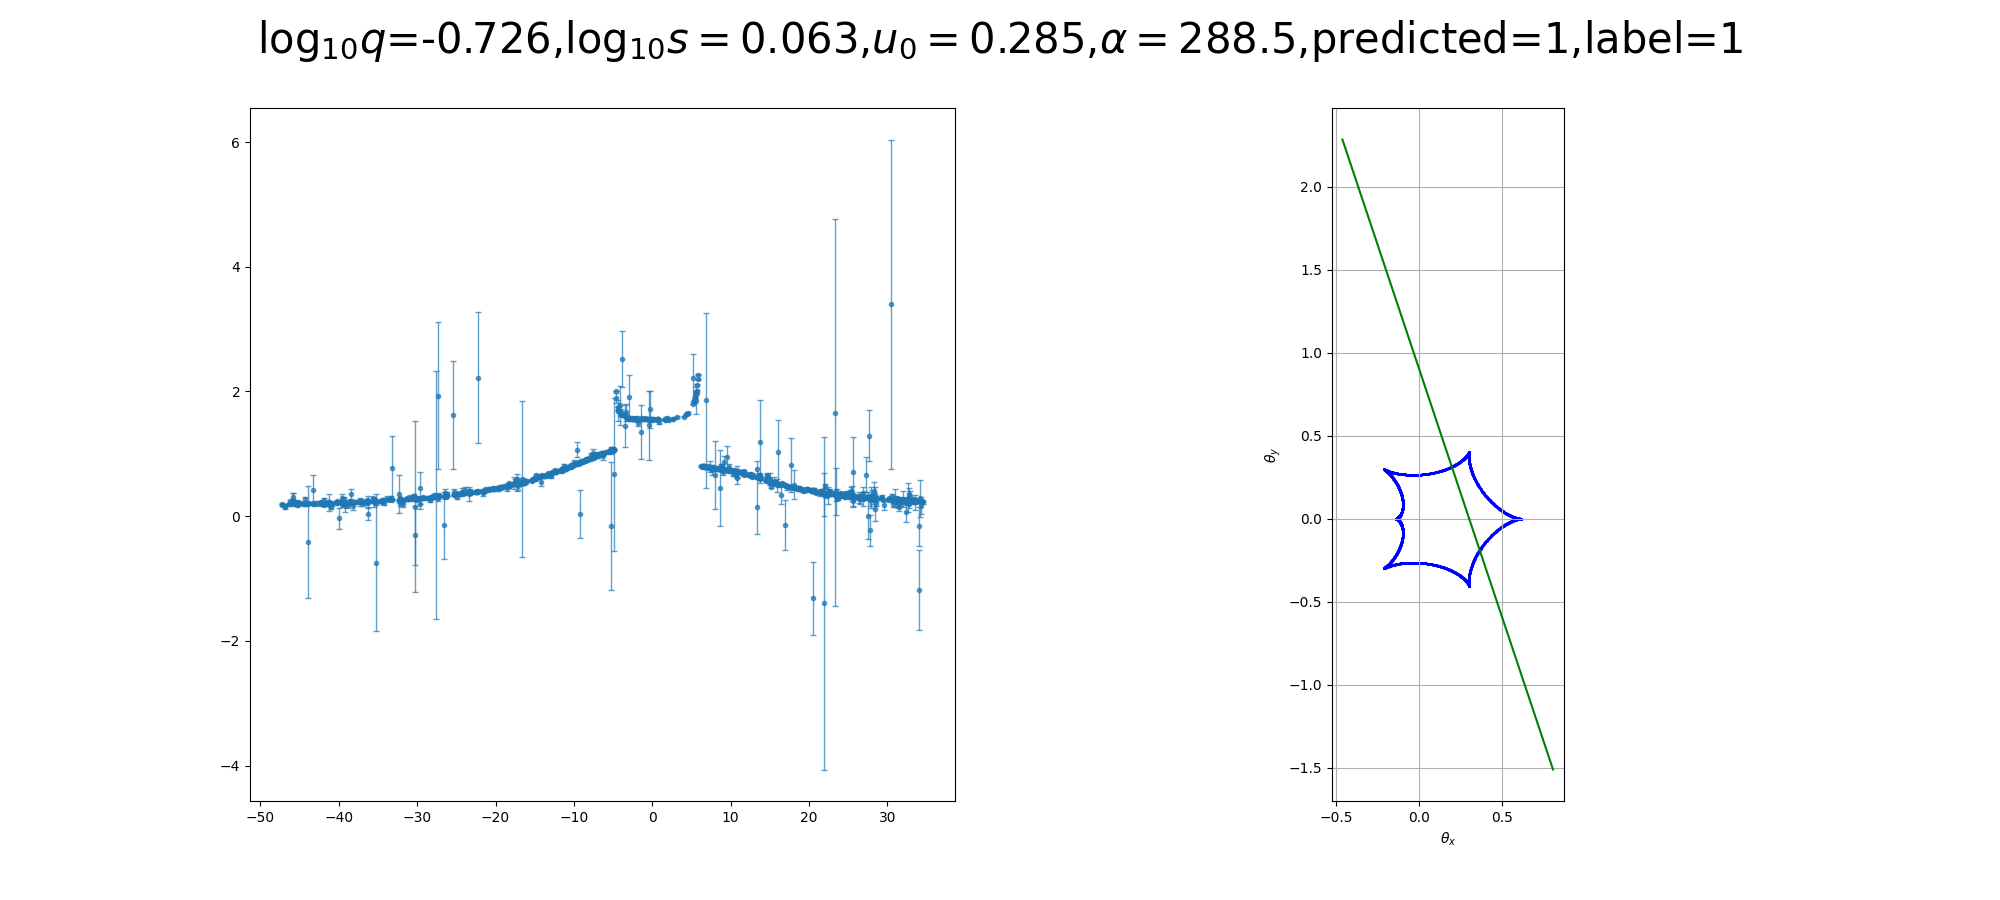 log₁₀q=-0.726,log₁₀s = 0.063,u₀ = 0.285,α = 288.5,predicted=1,label=1
6
4
2
0
−2
−4
−50 −40 −30 −20 −10 0 10 20 30
2.0
1.5
1.0
0.5
0.0
−0.5
−1.0
−1.5
θy
−0.5 0.0 0.5
θx